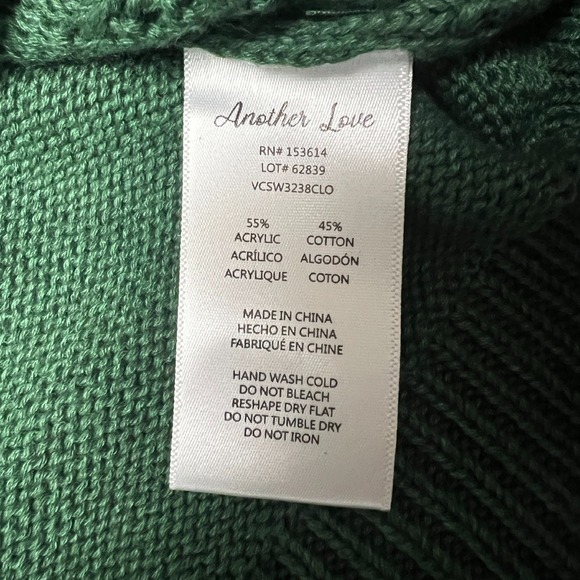 Another Love
RN# 153614
LOT# 62839
VCSW3238CLO
55% 45%
ACRYLIC COTTON
ACRÍLICO ALGODÓN
ACRYLIQUE COTON
MADE IN CHINA
HECHO EN CHINA
FABRIQUÉ EN CHINE
HAND WASH COLD
DO NOT BLEACH
RESHAPE DRY FLAT
DO NOT TUMBLE DRY
DO NOT IRON